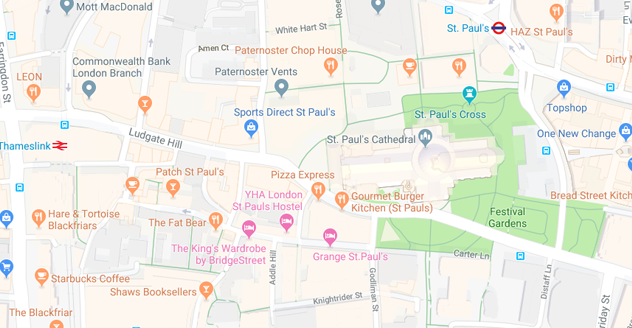 Mott MacDonald
White Hart St
Rose
St. Paul's
HAZ St Paul's
Farringdon St
Amen Ct
Paternoster Chop House
LEON
Commonwealth Bank
London Branch
Paternoster Vents
Dirty M
St. Paul's Cross
Topshop
Sports Direct St Paul's
Ludgate Hill
St. Paul's Cathedral
One New Change
Thameslink
Patch St Paul's
Pizza Express
YHA London
St Pauls Hostel
Gourmet Burger
Kitchen (St Pauls)
Bread Street Kitch
Hare & Tortoise
Blackfriars
The Fat Bear
Festival
Gardens
The King's Wardrobe
by BridgeStreet
Grange St.Paul's
Carter Ln
Addle Hill
Godliman St
Distaff Ln
Starbucks Coffee
Shaws Booksellers
Knightrider St
The Blackfriar
Friday St